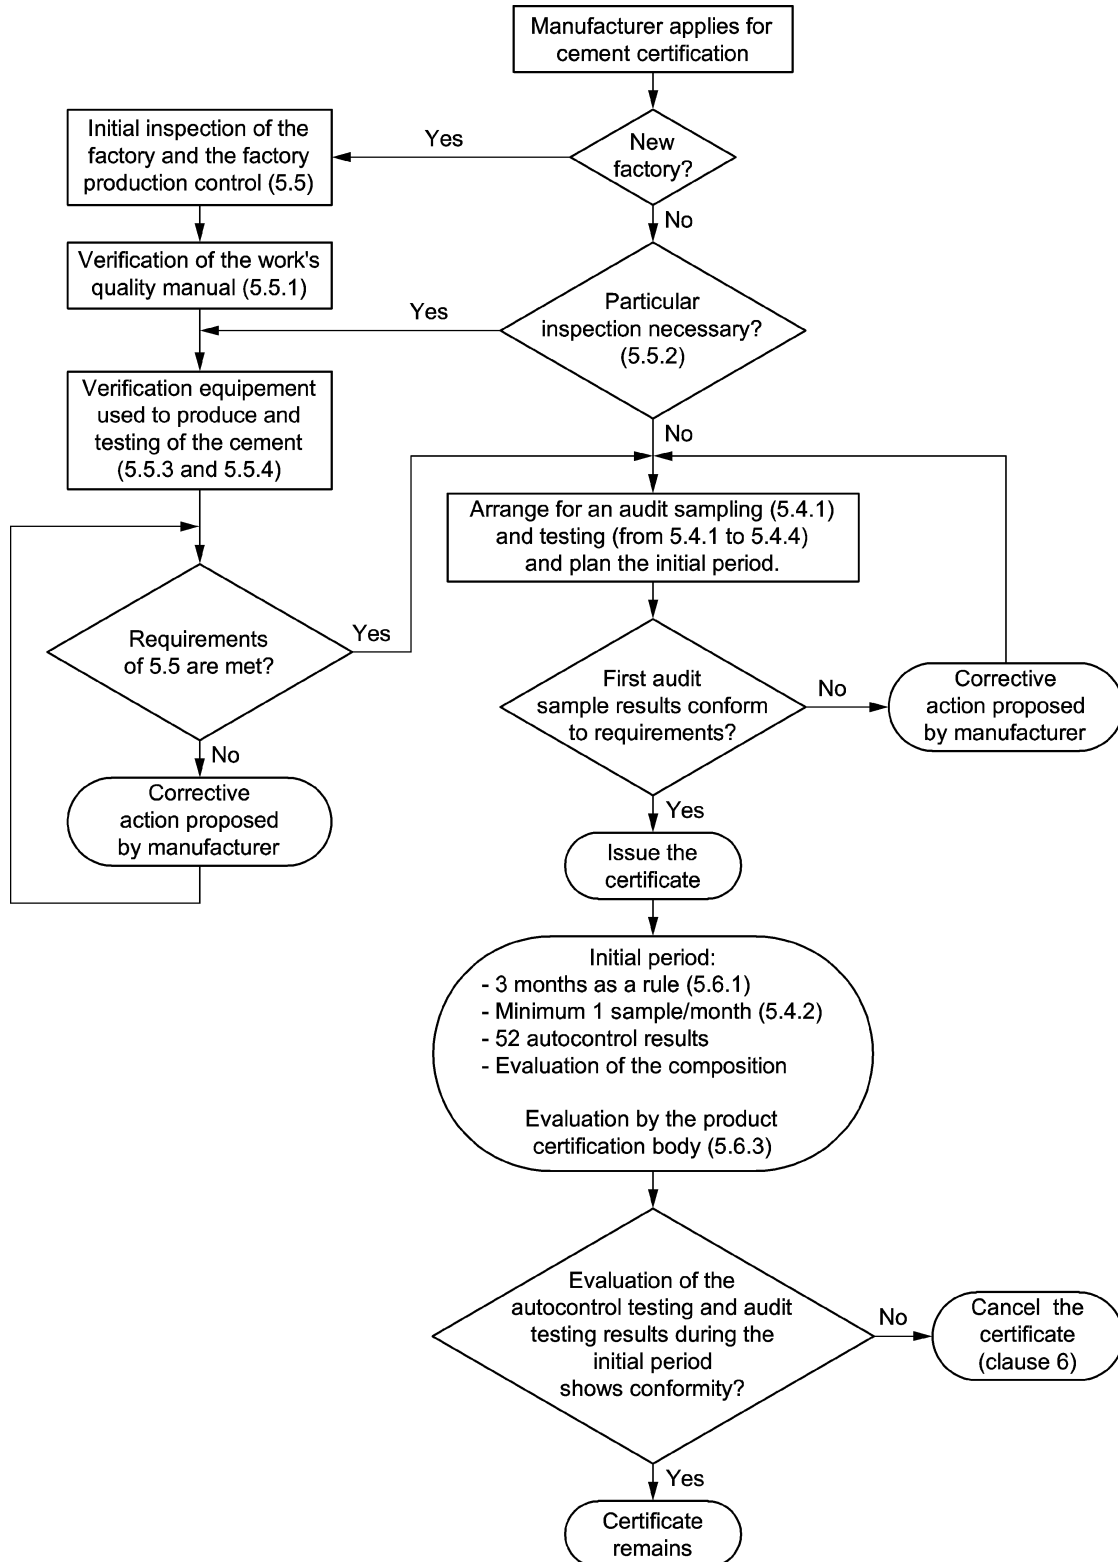 Manufacturer applies for
cement certification
New
factory?
Yes
No
Initial inspection of the
factory and the factory
production control (5.5)
Verification of the work's
quality manual (5.5.1)
Particular
inspection necessary?
(5.5.2)
Yes
No
Verification equipement
used to produce and
testing of the cement
(5.5.3 and 5.5.4)
Requirements
of 5.5 are met?
Yes
No
Corrective
action proposed
by manufacturer
Arrange for an audit sampling (5.4.1)
and testing (from 5.4.1 to 5.4.4)
and plan the initial period.
First audit
sample results conform
to requirements?
No
Corrective
action proposed
by manufacturer
Yes
Issue the
certificate
Initial period:
- 3 months as a rule (5.6.1)
- Minimum 1 sample/month (5.4.2)
- 52 autocontrol results
- Evaluation of the composition
Evaluation by the product
certification body (5.6.3)
Evaluation of the
autocontrol testing and audit
testing results during the
initial period
shows conformity?
No
Cancel the
certificate
(clause 6)
Yes
Certificate
remains